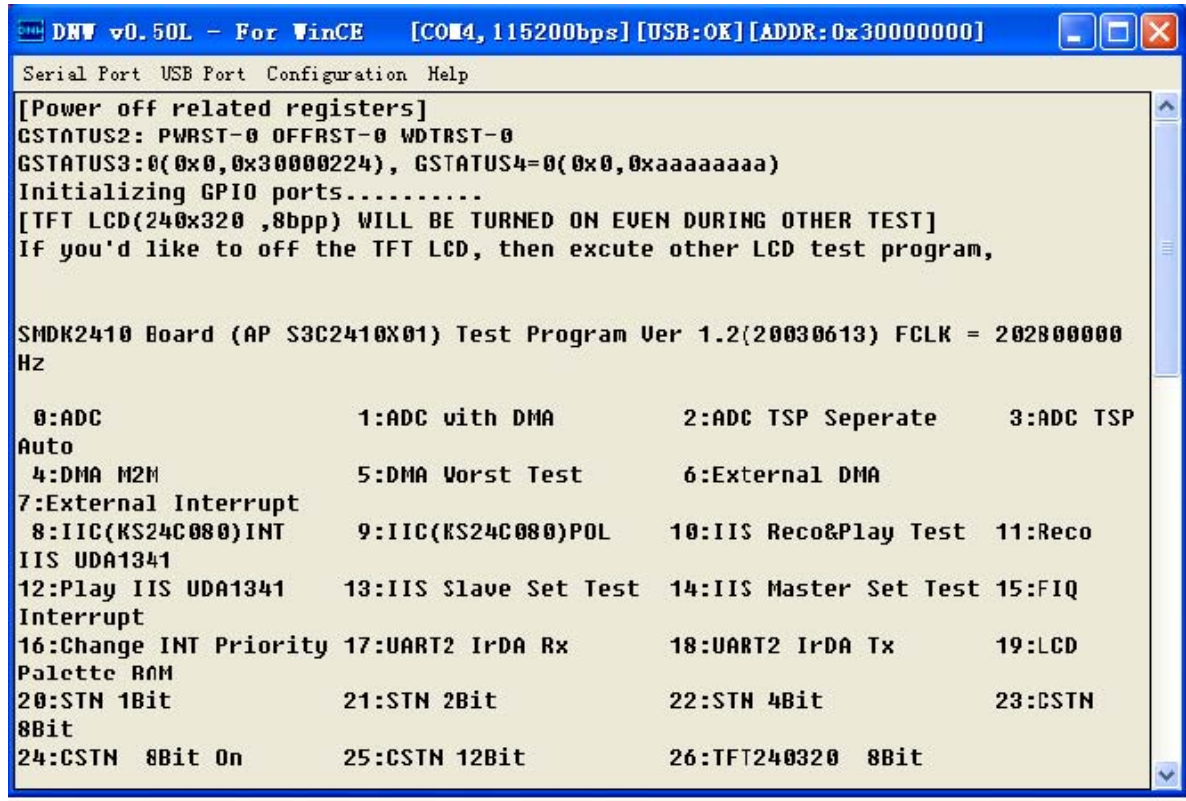 DNW v0.50L - For WinCE [COM4,115200bps][USB:OK][ADDR:0x30000000]
Serial Port USB Port Configuration Help
[Power off related registers]
GSTATUS2: PWRST-0 OFFRST-0 WDTRST-0
GSTATUS3:0(0x0,0x30000224), GSTATUS4=0(0x0,0xaaaaaaaa)
Initializing GPIO ports..........
[TFT LCD(240x320 ,8bpp) WILL BE TURNED ON EVEN DURING OTHER TEST]
If you'd like to off the TFT LCD, then excute other LCD test program,
SMDK2410 Board (AP S3C2410X01) Test Program Ver 1.2(20030613) FCLK = 202800000
Hz
0:ADC 1:ADC with DMA 2:ADC TSP Seperate 3:ADC TSP
Auto
4:DMA M2M 5:DMA Worst Test 6:External DMA
7:External Interrupt
8:IIC(KS24C080)INT 9:IIC(KS24C080)POL 10:IIS Reco&Play Test 11:Reco
IIS UDA1341
12:Play IIS UDA1341 13:IIS Slave Set Test 14:IIS Master Set Test 15:FIQ
Interrupt
16:Change INT Priority 17:UART2 IrDA Rx 18:UART2 IrDA Tx 19:LCD
Palette RAM
20:STN 1Bit 21:STN 2Bit 22:STN 4Bit 23:CSTN
8Bit
24:CSTN 8Bit On 25:CSTN 12Bit 26:TFT240320 8Bit